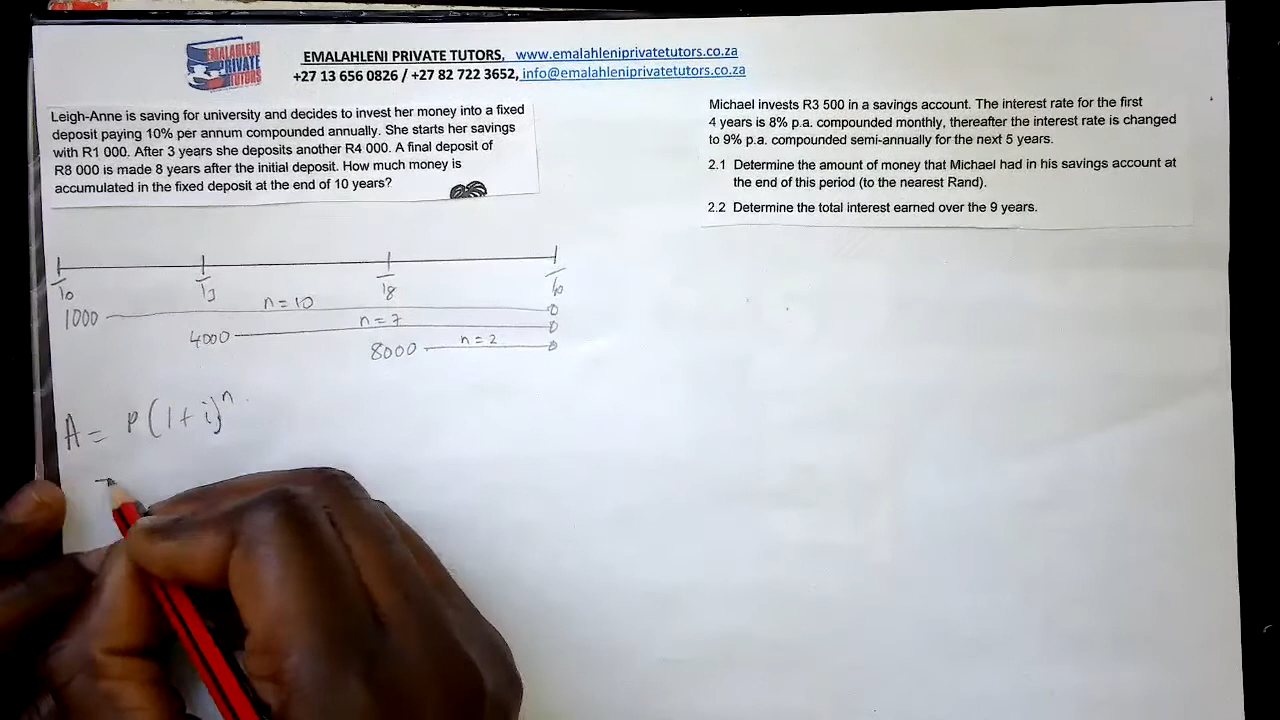 EMALAHLENI
PRIVATE
TUTORS
EMALAHLENI PRIVATE TUTORS, www.emalahleniprivatetutors.co.za
+27 13 656 0826 / +27 82 722 3652, info@emalahleniprivatetutors.co.za
Leigh-Anne is saving for university and decides to invest her money into a fixed
deposit paying 10% per annum compounded annually. She starts her savings
with R1 000. After 3 years she deposits another R4 000. A final deposit of
R8 000 is made 8 years after the initial deposit. How much money is
accumulated in the fixed deposit at the end of 10 years?
Michael invests R3 500 in a savings account. The interest rate for the first
4 years is 8% p.a. compounded monthly, thereafter the interest rate is changed
to 9% p.a. compounded semi-annually for the next 5 years.
2.1 Determine the amount of money that Michael had in his savings account at
the end of this period (to the nearest Rand).
2.2 Determine the total interest earned over the 9 years.
T0 T3 T8
1000 n = 10
4000 n = 7
8000 n = 2
A = P(1+i)^n